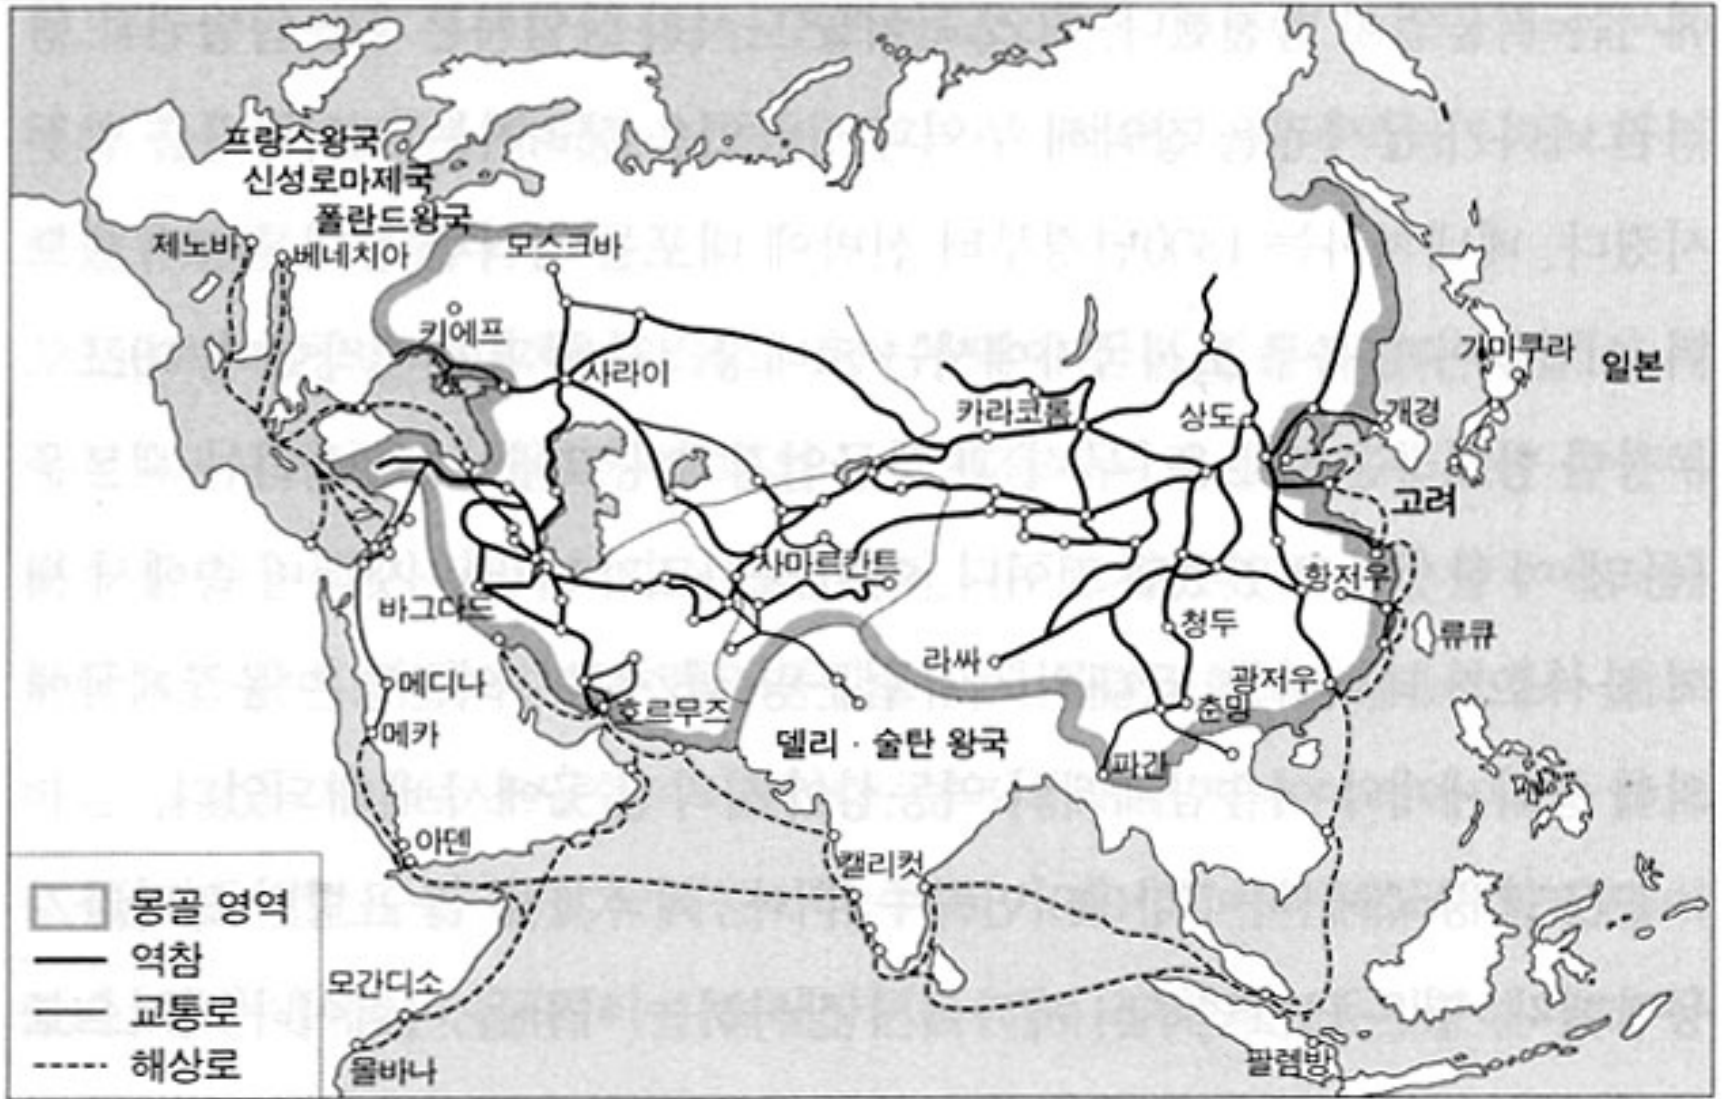 프랑스왕국
신성로마제국
폴란드왕국
제노바
베네치아
모스크바
키에프
사라이
카라코롬
상도
개경
가마쿠라
일본
고려
사마르칸트
바그다드
황저우
청두
류큐
라싸
광저우
메디나
메카
호르무즈
춘밍
델리 · 술탄 왕국
파간
아덴
캘리컷
모간디소
몰바나
팔렘방
몽골 영역
역참
교통로
해상로